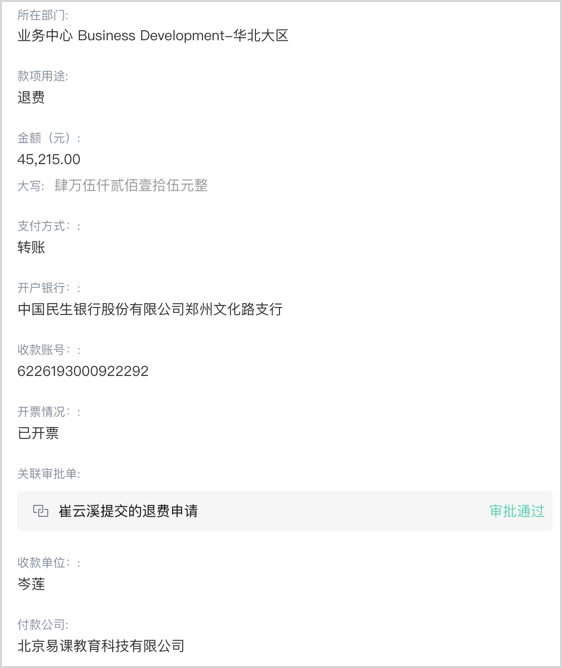 所在部门:
业务中心 Business Development-华北大区
款项用途:
退费
金额（元）:
45,215.00
大写: 肆万伍仟贰佰壹拾伍元整
支付方式: :
转账
开户银行: :
中国民生银行股份有限公司郑州文化路支行
收款账号: :
6226193000922292
开票情况: :
已开票
关联审批单:
崔云溪提交的退费申请 审批通过
收款单位: :
岑莲
付款公司:
北京易课教育科技有限公司